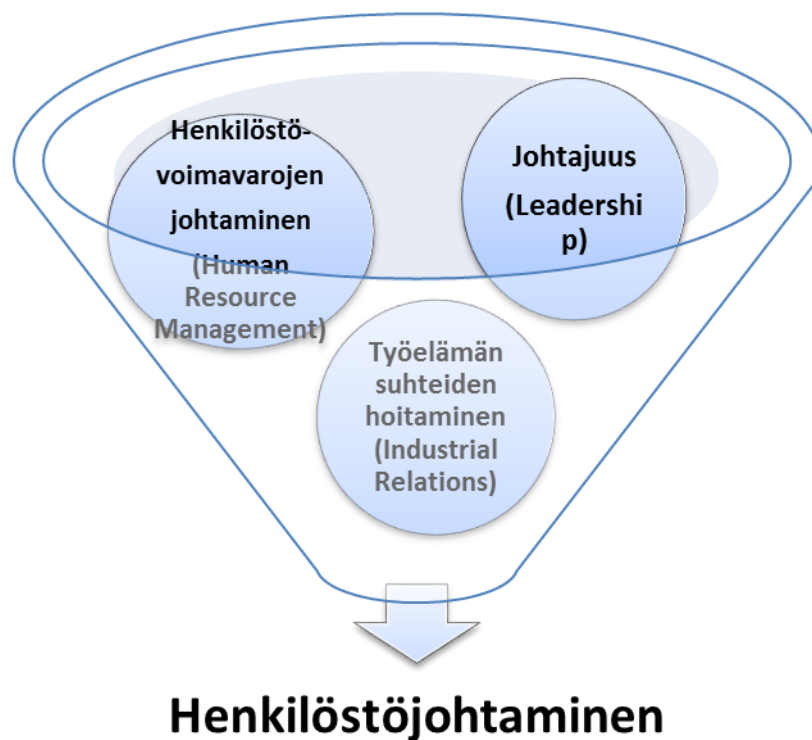 Henkilöstö-
voimavarojen
johtaminen
(Human
Resource
Management)
Johtajuus
(Leadershi
p)
Työelämän
suhteiden
hoitaminen
(Industrial
Relations)
Henkilöstöjohtaminen